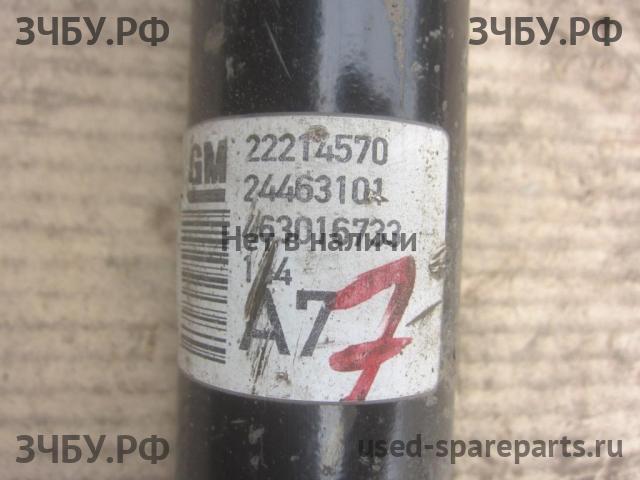 ЗЧБУ.РФ ЗЧБУ.РФ
GM 22214570
24463101
Нет в наличи
A7 7
ЗЧБУ.РФ used-spareparts.ru